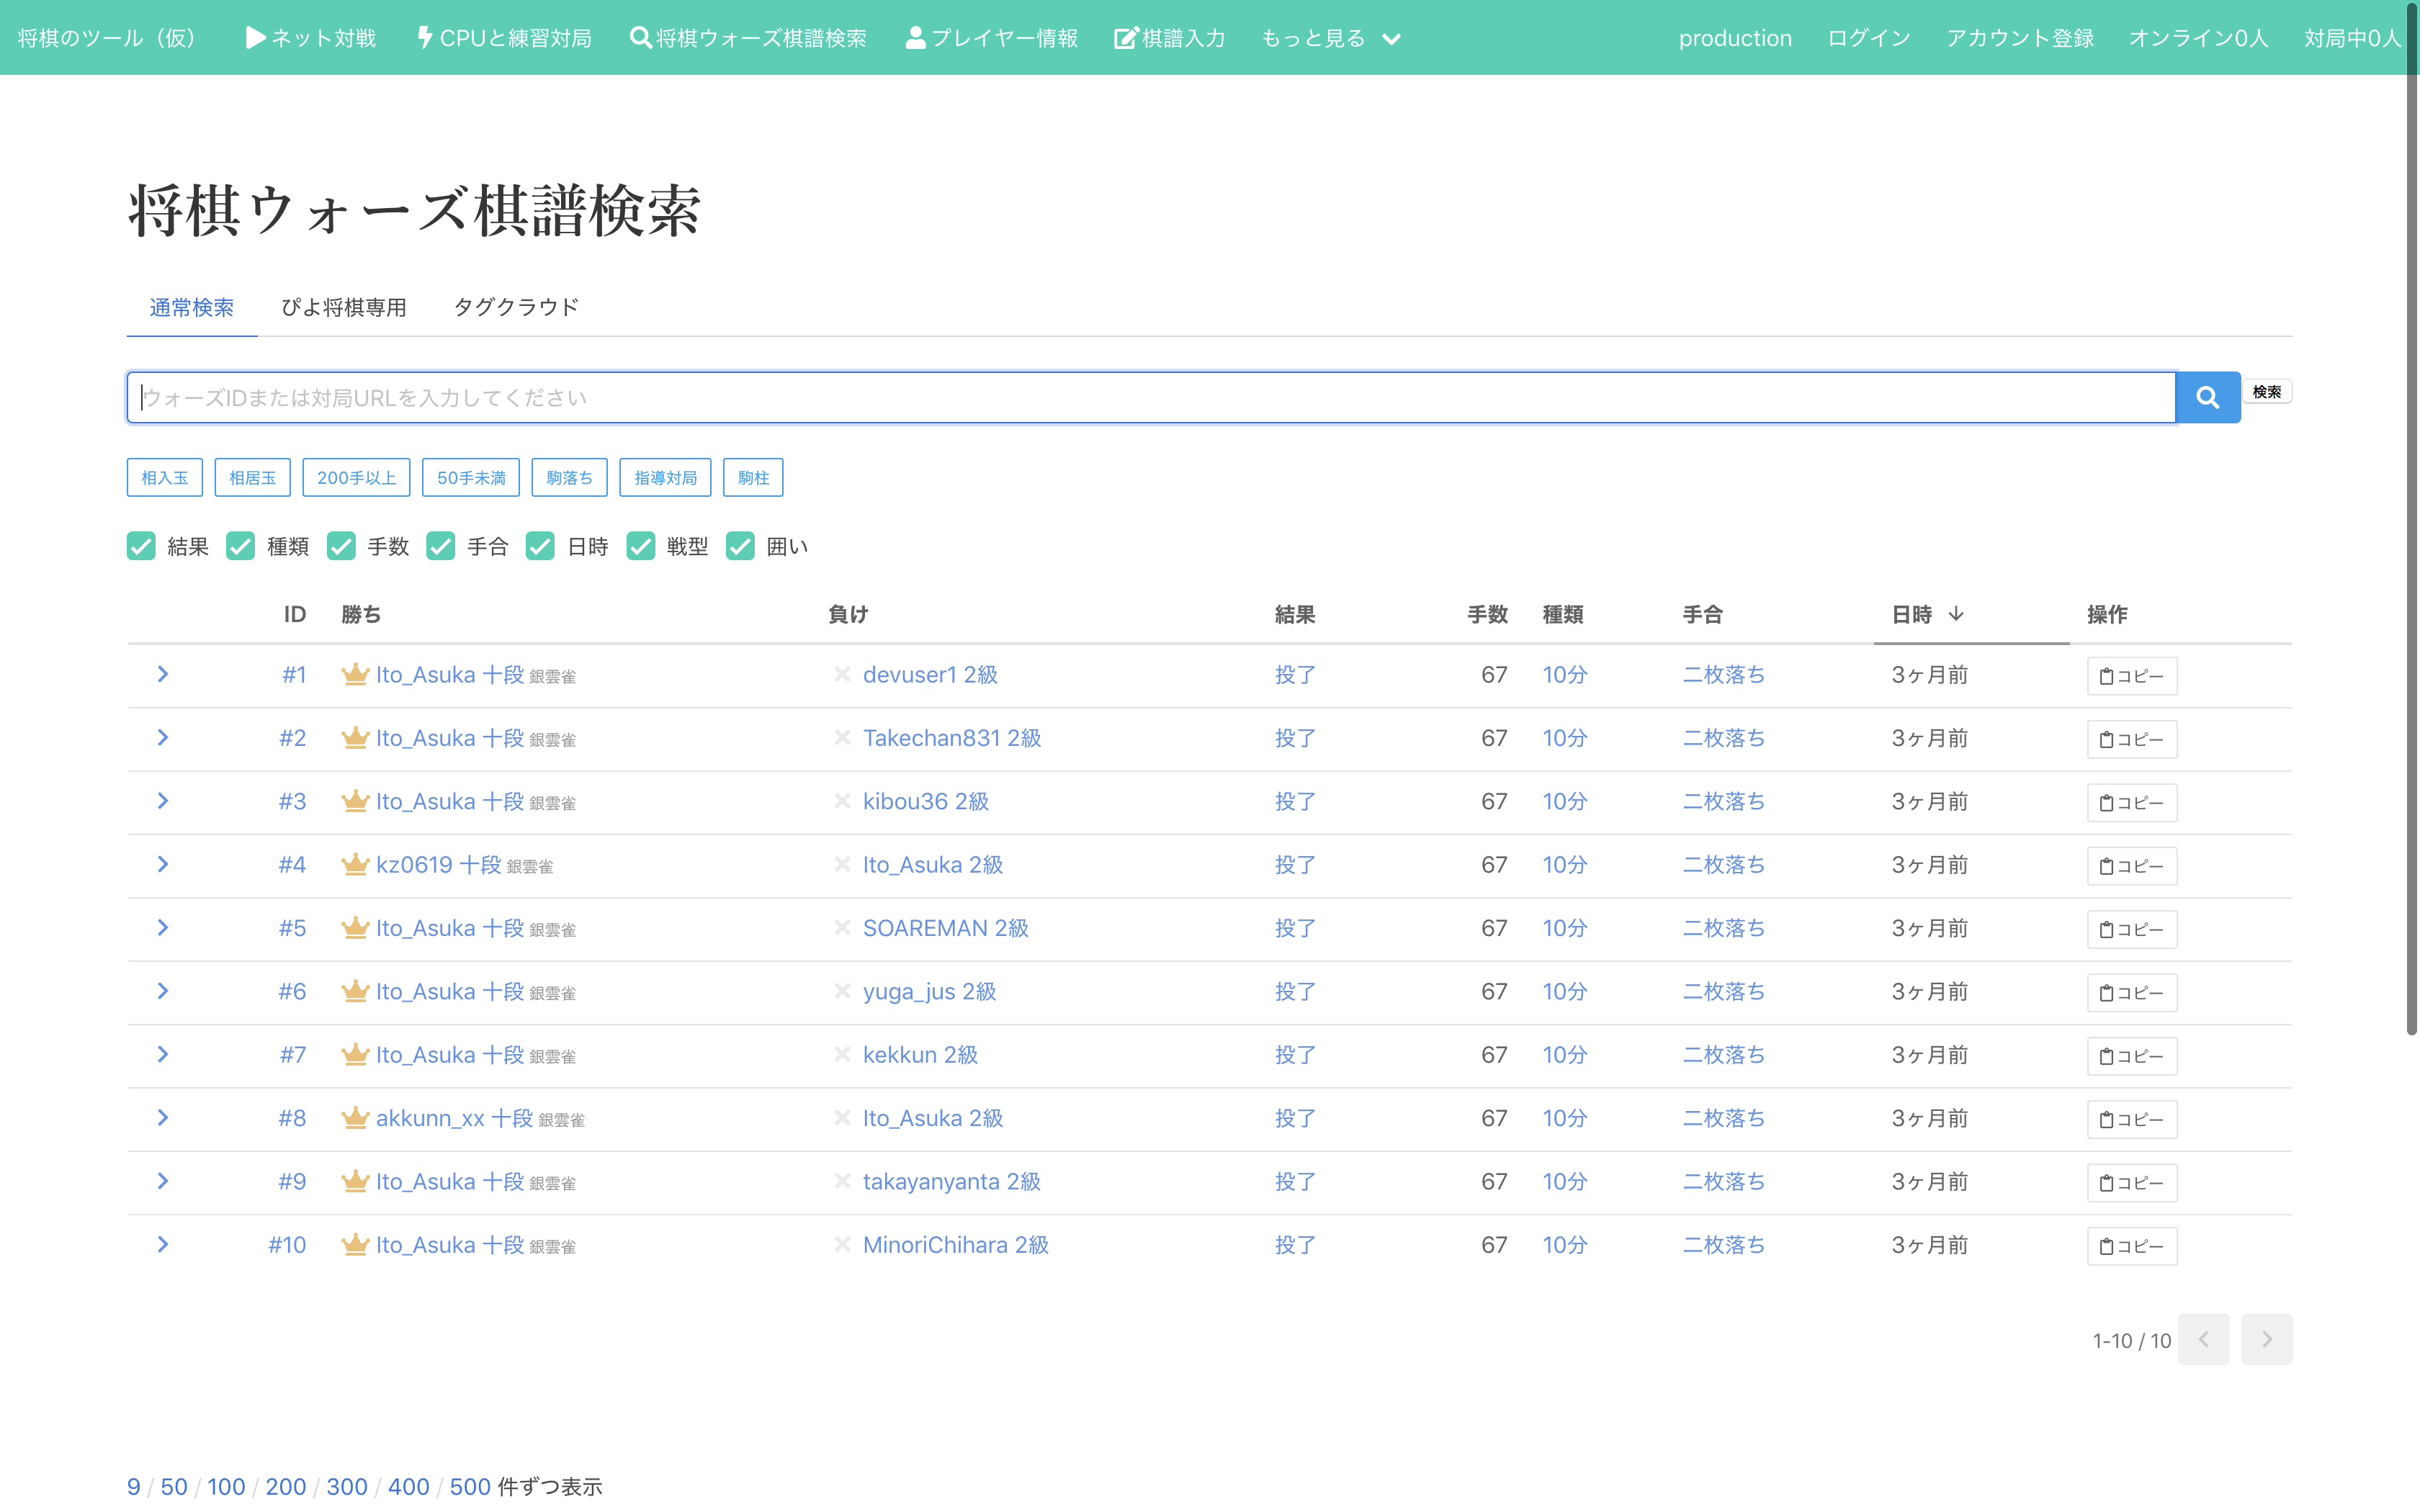 将棋のツール（仮） ネット対戦 CPUと練習対局 将棋ウォーズ棋譜検索 プレイヤー情報 棋譜入力 もっと見る production ログイン アカウント登録 オンライン0人 対局中0人
将棋ウォーズ棋譜検索
通常検索 ぴよ将棋専用 タグクラウド
ウォーズIDまたは対局URLを入力してください 検索
相入玉 相居玉 200手以上 50手未満 駒落ち 指導対局 駒柱
結果 種類 手数 手合 日時 戦型 囲い
ID 勝ち 負け 結果 手数 種類 手合 日時 操作
#1 Ito_Asuka 十段 銀雲雀 devuser1 2級 投了 67 10分 二枚落ち 3ヶ月前 コピー
#2 Ito_Asuka 十段 銀雲雀 Takechan831 2級 投了 67 10分 二枚落ち 3ヶ月前 コピー
#3 Ito_Asuka 十段 銀雲雀 kibou36 2級 投了 67 10分 二枚落ち 3ヶ月前 コピー
#4 kz0619 十段 銀雲雀 Ito_Asuka 2級 投了 67 10分 二枚落ち 3ヶ月前 コピー
#5 Ito_Asuka 十段 銀雲雀 SOAREMAN 2級 投了 67 10分 二枚落ち 3ヶ月前 コピー
#6 Ito_Asuka 十段 銀雲雀 yuga_jus 2級 投了 67 10分 二枚落ち 3ヶ月前 コピー
#7 Ito_Asuka 十段 銀雲雀 kekkun 2級 投了 67 10分 二枚落ち 3ヶ月前 コピー
#8 akkunn_xx 十段 銀雲雀 Ito_Asuka 2級 投了 67 10分 二枚落ち 3ヶ月前 コピー
#9 Ito_Asuka 十段 銀雲雀 takayanyanta 2級 投了 67 10分 二枚落ち 3ヶ月前 コピー
#10 Ito_Asuka 十段 銀雲雀 MinoriChihara 2級 投了 67 10分 二枚落ち 3ヶ月前 コピー
1-10 / 10
9 / 50 / 100 / 200 / 300 / 400 / 500 件ずつ表示